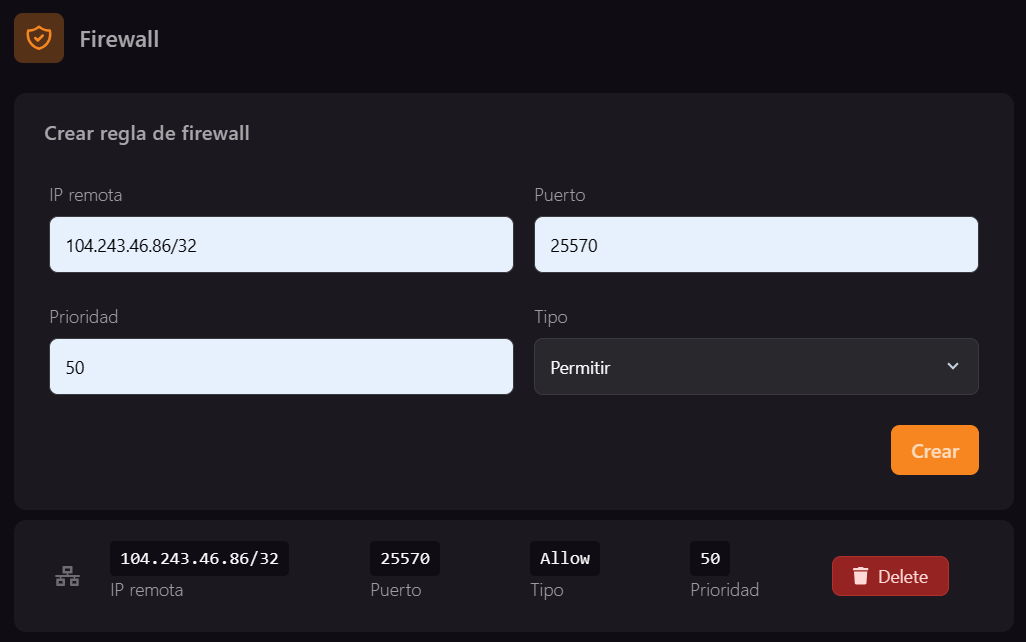 Firewall
Crear regla de firewall
IP remota
Puerto
104.243.46.86/32
25570
Prioridad
Tipo
50
Permitir
Crear
104.243.46.86/32
25570
Allow
50
IP remota
Puerto
Tipo
Prioridad
Delete